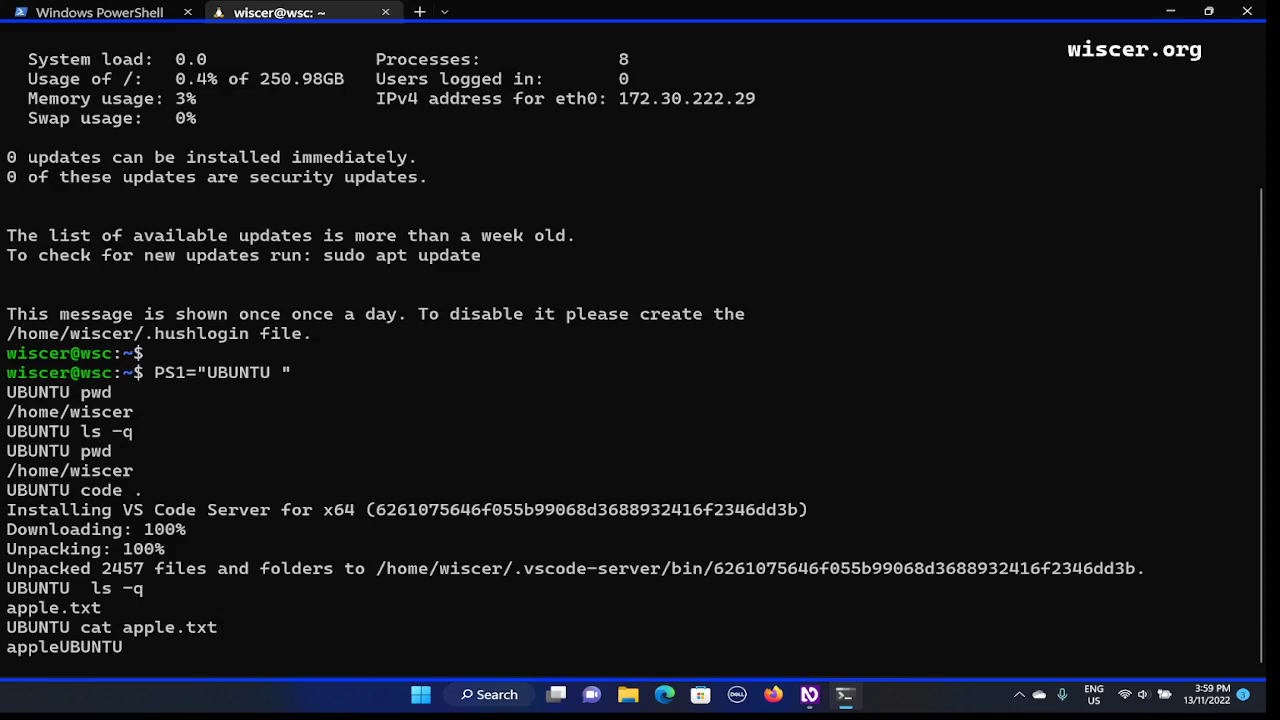 Windows PowerShell
wiscer@wsc: ~
wiscer.org
System load: 0.0 Processes: 8
Usage of /: 0.4% of 250.98GB Users logged in: 0
Memory usage: 3% IPv4 address for eth0: 172.30.222.29
Swap usage: 0%
0 updates can be installed immediately.
0 of these updates are security updates.
The list of available updates is more than a week old.
To check for new updates run: sudo apt update
This message is shown once once a day. To disable it please create the
/home/wiscer/.hushlogin file.
wiscer@wsc:~$
wiscer@wsc:~$ PS1="UBUNTU "
UBUNTU pwd
/home/wiscer
UBUNTU ls -q
UBUNTU pwd
/home/wiscer
UBUNTU code .
Installing VS Code Server for x64 (6261075646f055b99068d3688932416f2346dd3b)
Downloading: 100%
Unpacking: 100%
Unpacked 2457 files and folders to /home/wiscer/.vscode-server/bin/6261075646f055b99068d3688932416f2346dd3b.
UBUNTU  ls -q
apple.txt
UBUNTU cat apple.txt
appleUBUNTU
Search
DELL
ENG
US
3:59 PM
13/11/2022
3